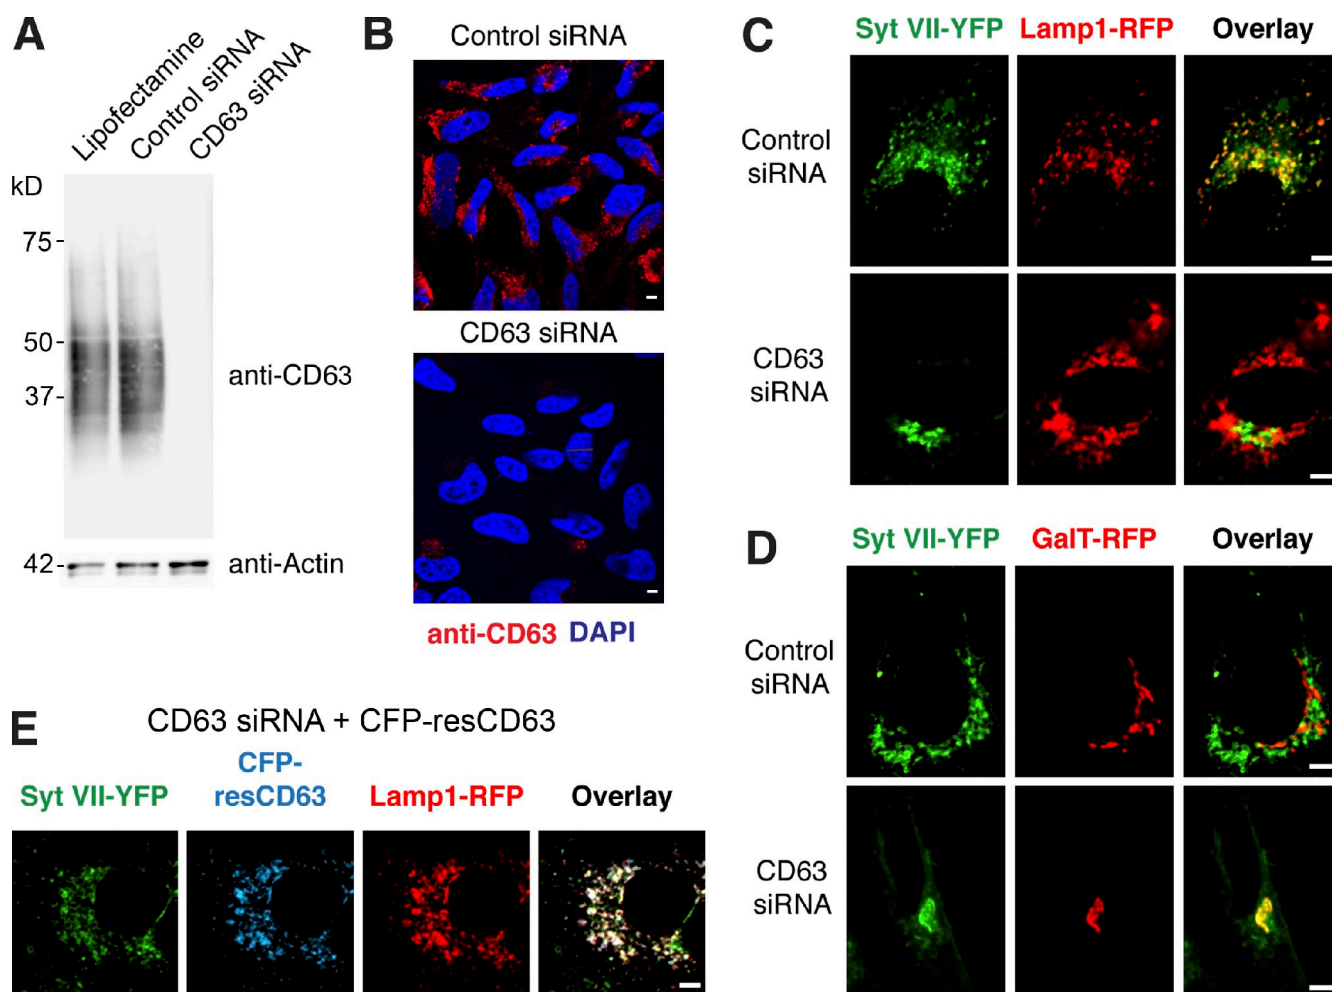 A
Lipofectamine
Control siRNA
CD63 siRNA
kD
75
50
37
anti-CD63
42
anti-Actin
B
Control siRNA
CD63 siRNA
anti-CD63 DAPI
C
Syt VII-YFP Lamp1-RFP Overlay
Control
siRNA
CD63
siRNA
D
Syt VII-YFP GalT-RFP Overlay
Control
siRNA
CD63
siRNA
E
CD63 siRNA + CFP-resCD63
Syt VII-YFP
CFP-
resCD63
Lamp1-RFP
Overlay